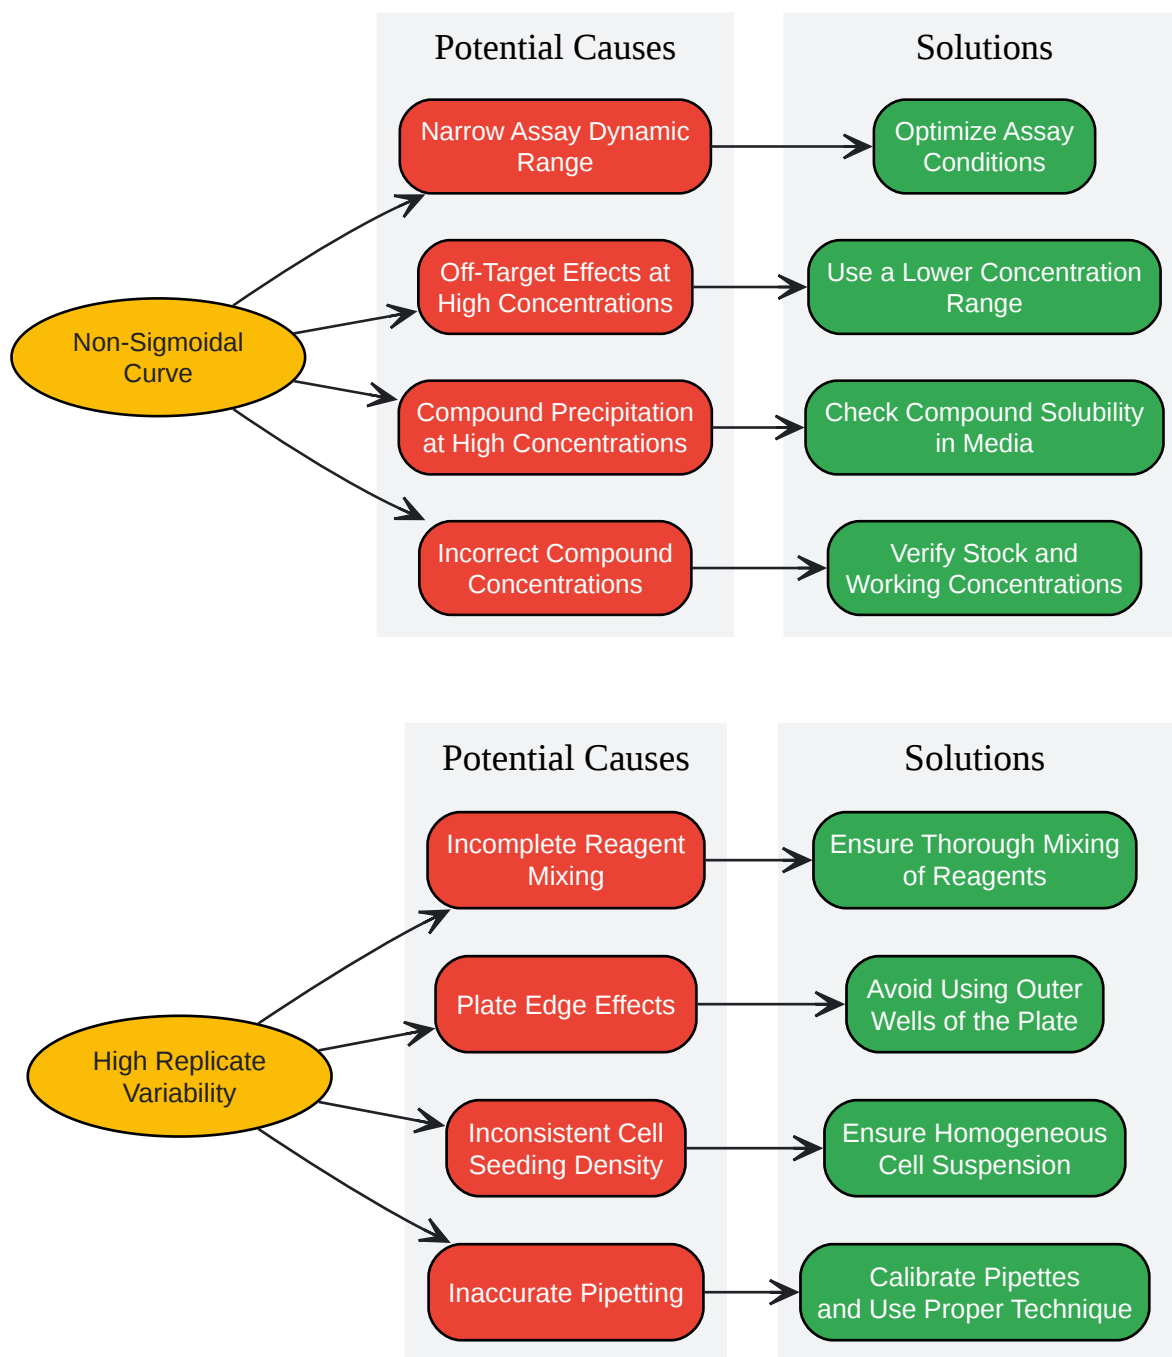 Potential Causes
Solutions
Narrow Assay Dynamic
Range
Optimize Assay
Conditions
Off-Target Effects at
High Concentrations
Use a Lower Concentration
Range
Non-Sigmoidal
Curve
Compound Precipitation
at High Concentrations
Check Compound Solubility
in Media
Incorrect Compound
Concentrations
Verify Stock and
Working Concentrations
Potential Causes
Solutions
Incomplete Reagent
Mixing
Ensure Thorough Mixing
of Reagents
Plate Edge Effects
Avoid Using Outer
Wells of the Plate
High Replicate
Variability
Inconsistent Cell
Seeding Density
Ensure Homogeneous
Cell Suspension
Inaccurate Pipetting
Calibrate Pipettes
and Use Proper Technique